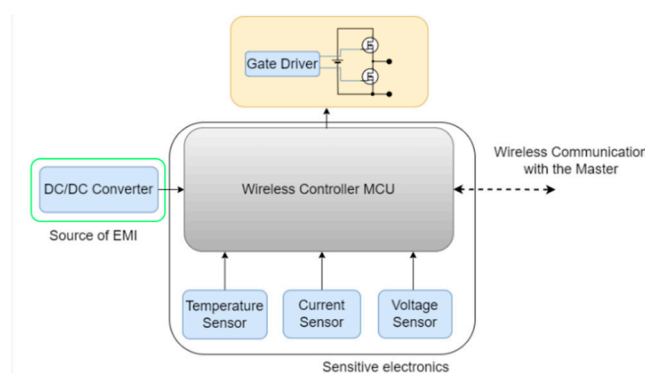 Gate Driver
Wireless Communication
with the Master
DC/DC Converter
Wireless Controller MCU
Source of EMI
Temperature
Sensor
Current
Sensor
Voltage
Sensor
Sensitive electronics